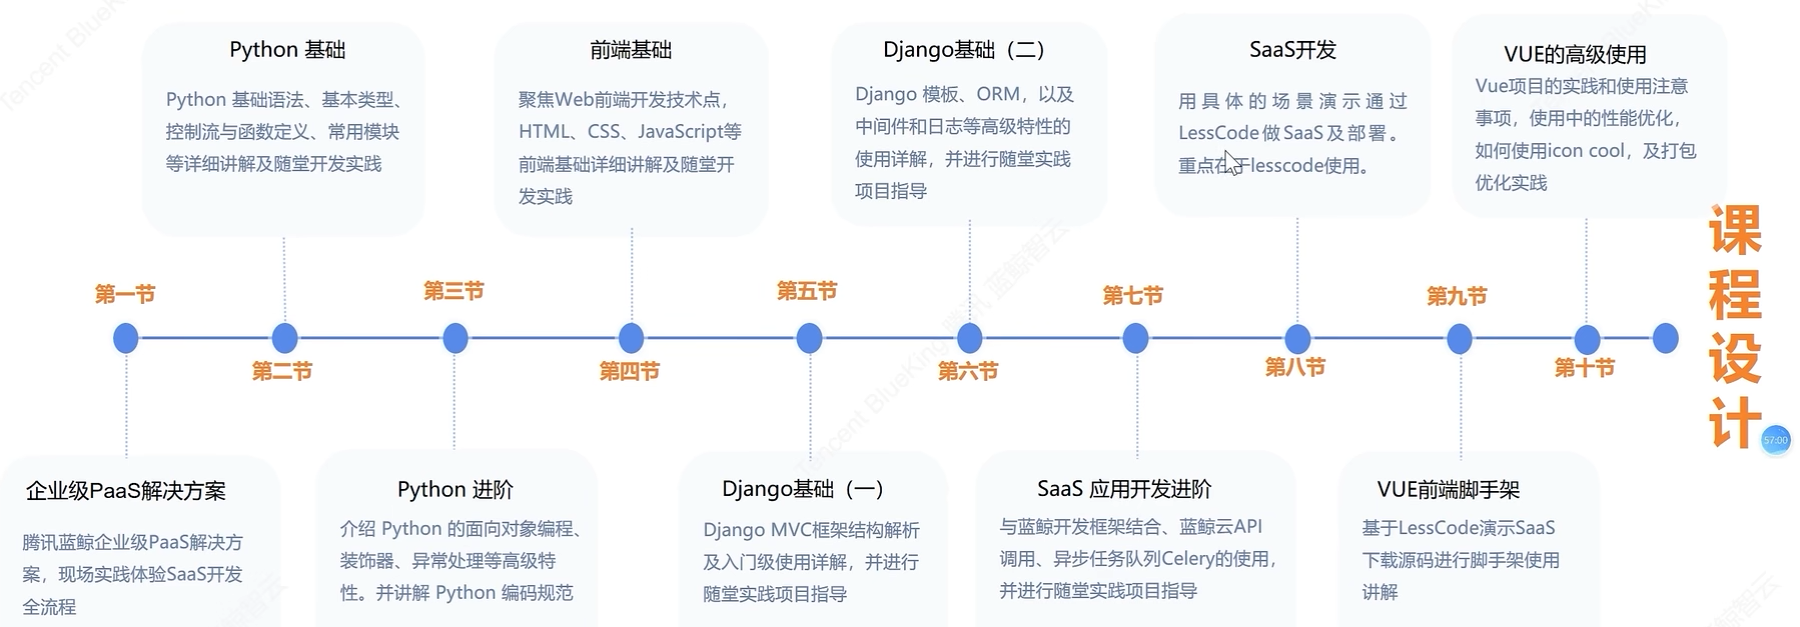 Python 基础
Python 基础语法、基本类型、
控制流与函数定义、常用模块
等详细讲解及随堂开发实践
前端基础
聚焦Web前端开发技术点，
HTML、CSS、JavaScript等
前端基础详细讲解及随堂开
发实践
Django基础（二）
Django 模板、ORM，以及
中间件和日志等高级特性的
使用详解，并进行随堂实践
项目指导
SaaS开发
用具体的场景演示通过
LessCode做SaaS及部署。
重点在于lesscode使用。
VUE的高级使用
Vue项目的实践和使用注意
事项，使用中的性能优化，
如何使用icon cool，及打包
优化实践
第一节
第二节
第三节
第四节
第五节
第六节
第七节
第八节
第九节
第十节
课程设计
57:00
企业级PaaS解决方案
腾讯蓝鲸企业级PaaS解决方
案，现场实践体验SaaS开发
全流程
Python 进阶
介绍 Python 的面向对象编程、
装饰器、异常处理等高级特
性。并讲解 Python 编码规范
Django基础（一）
Django MVC框架结构解析
及入门级使用详解，并进行
随堂实践项目指导
SaaS 应用开发进阶
与蓝鲸开发框架结合、蓝鲸云API
调用、异步任务队列Celery的使用，
并进行随堂实践项目指导
VUE前端脚手架
基于LessCode演示SaaS
下载源码进行脚手架使用
讲解
Tencent BlueKing 腾讯 蓝鲸智云